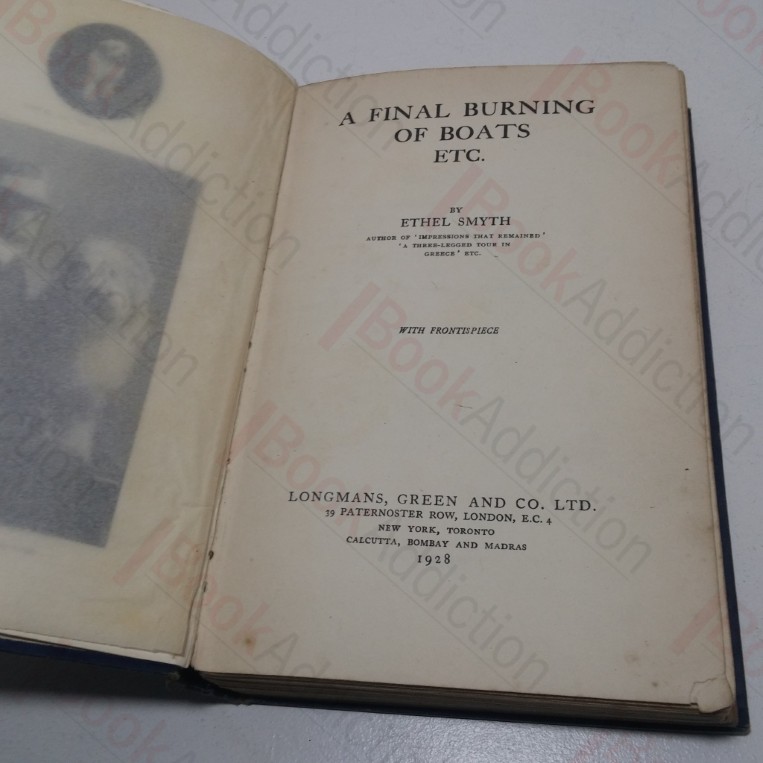 A FINAL BURNING
OF BOATS
ETC.
BY
ETHEL SMYTH
AUTHOR OF 'IMPRESSIONS THAT REMAINED'
'A THREE-LEGGED TOUR IN
GREECE' ETC.
WITH FRONTISPIECE
LONGMANS, GREEN AND CO. LTD.
39 PATERNOSTER ROW, LONDON, E.C. 4
NEW YORK, TORONTO
CALCUTTA, BOMBAY AND MADRAS
1928
BookAddiction